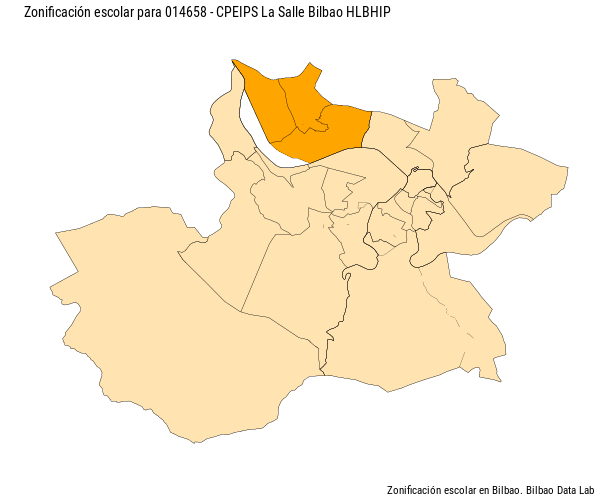 Zonificación escolar para 014658 - CPEIPS La Salle Bilbao HLBHIP
Zonificación escolar en Bilbao. Bilbao Data Lab